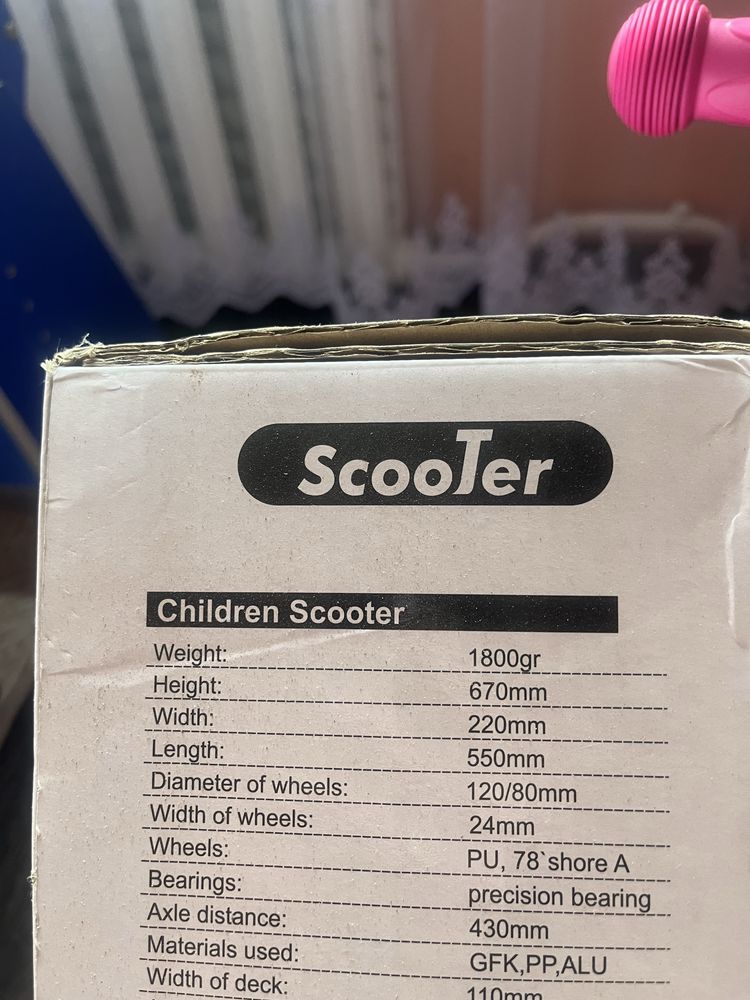 ScooTer
Children Scooter
Weight: 1800gr
Height: 670mm
Width: 220mm
Length: 550mm
Diameter of wheels: 120/80mm
Width of wheels: 24mm
Wheels: PU, 78`shore A
Bearings: precision bearing
Axle distance: 430mm
Materials used: GFK,PP,ALU
Width of deck: 110mm